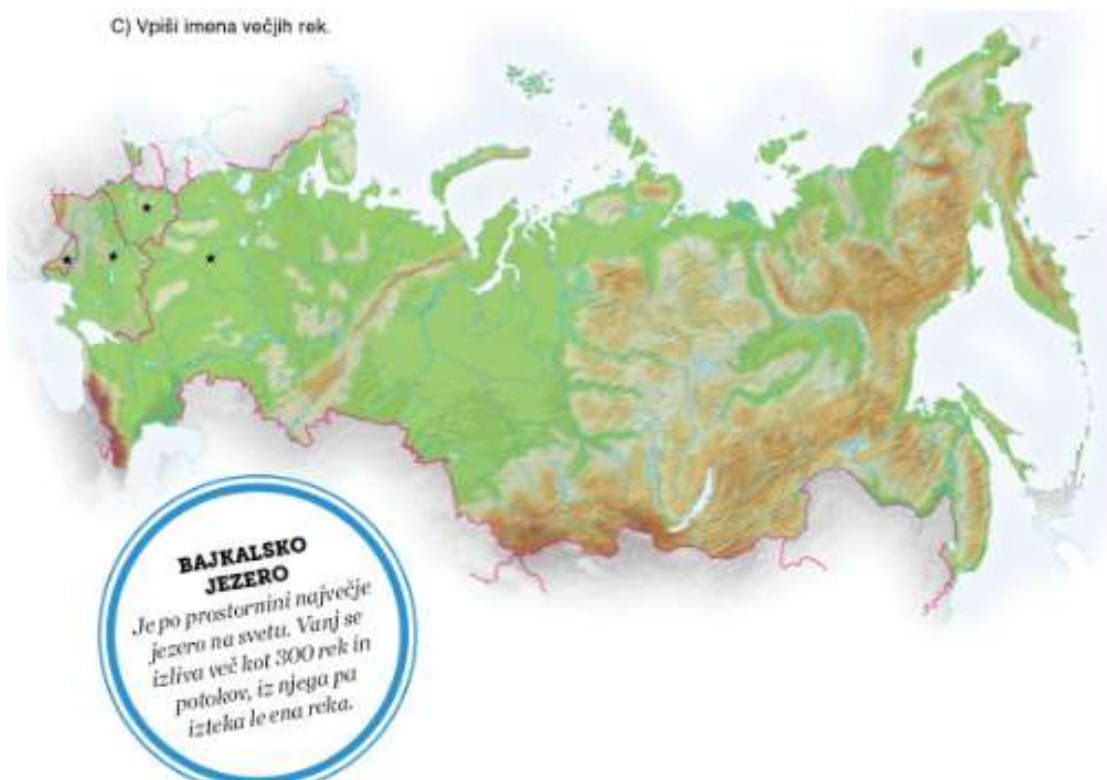 C) Vpiši imena večjih rek.
BAJKALSKO
JEZERO
Je po prostornini največje
jezero na svetu. Vanj se
izliva več kot 300 rek in
potokov, iz njega pa
izteka le ena reka.